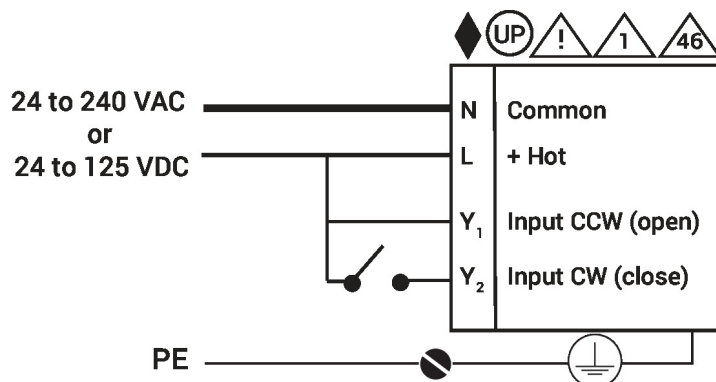 UP ! 1 46
24 to 240 VAC
or
24 to 125 VDC
N Common
L + Hot
Y1 Input CCW (open)
Y2 Input CW (close)
PE